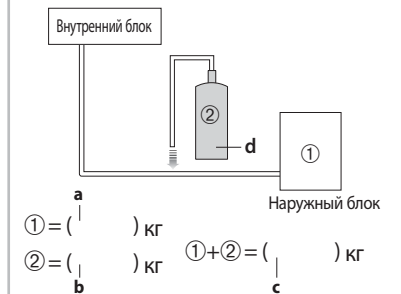 Внутренний блок
②
d
①
Наружный блок
a
①=(      ) кг
②=(      ) кг
b
①+②=(      ) кг
c